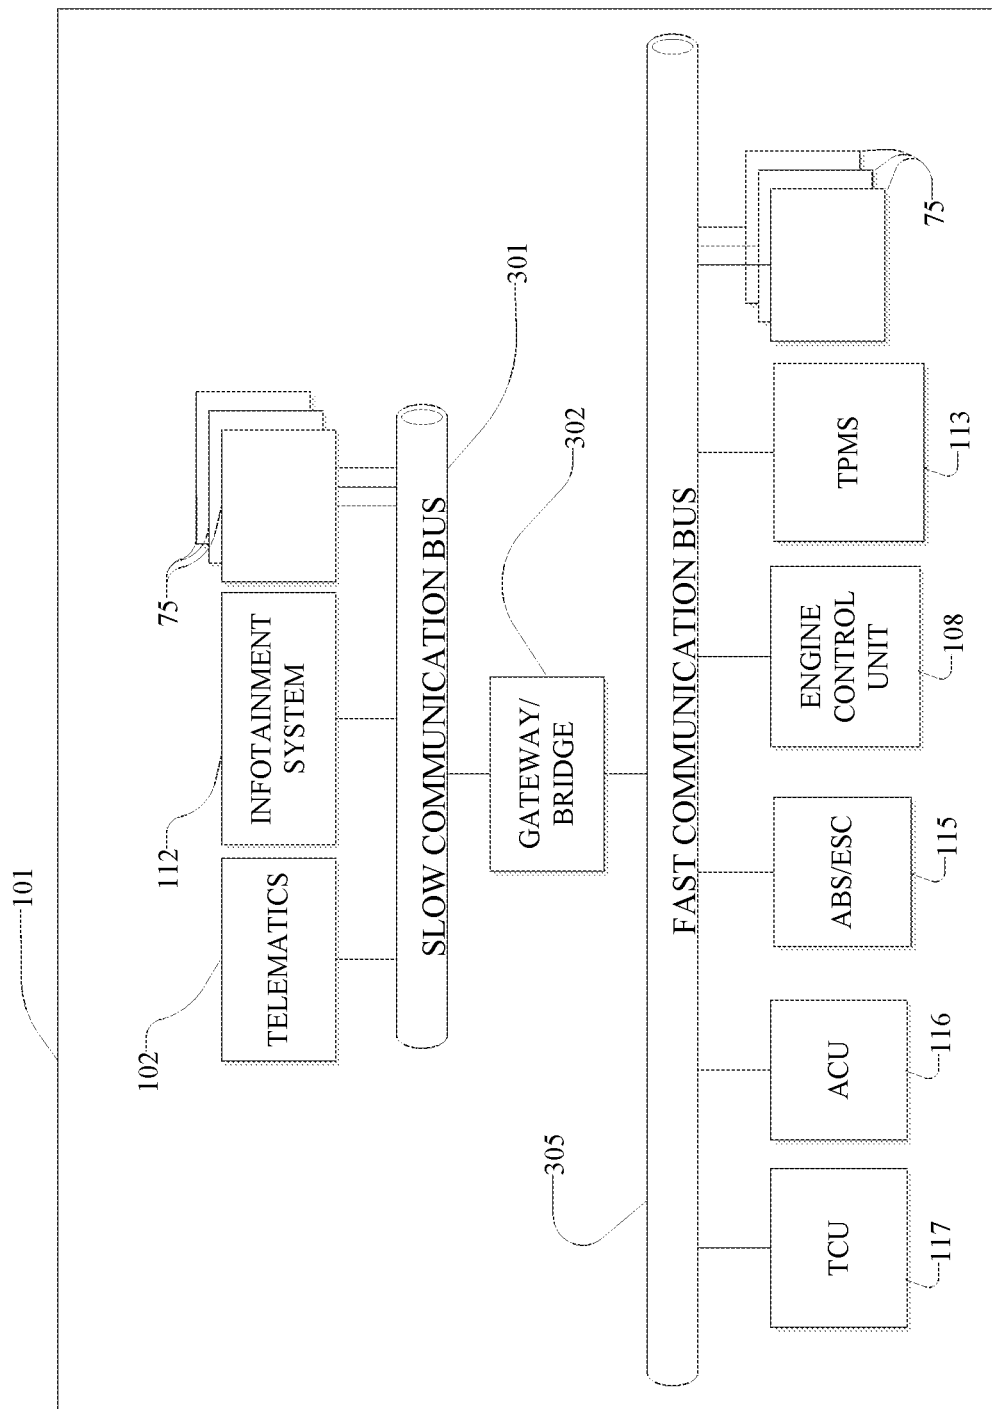 101
102
TELEMATICS
112
INFOTAINMENT
SYSTEM
75
SLOW COMMUNICATION BUS
301
GATEWAY/
BRIDGE
302
305
FAST COMMUNICATION BUS
TCU
117
ACU
116
ABS/ESC
115
ENGINE
CONTROL
UNIT
108
TPMS
113
75